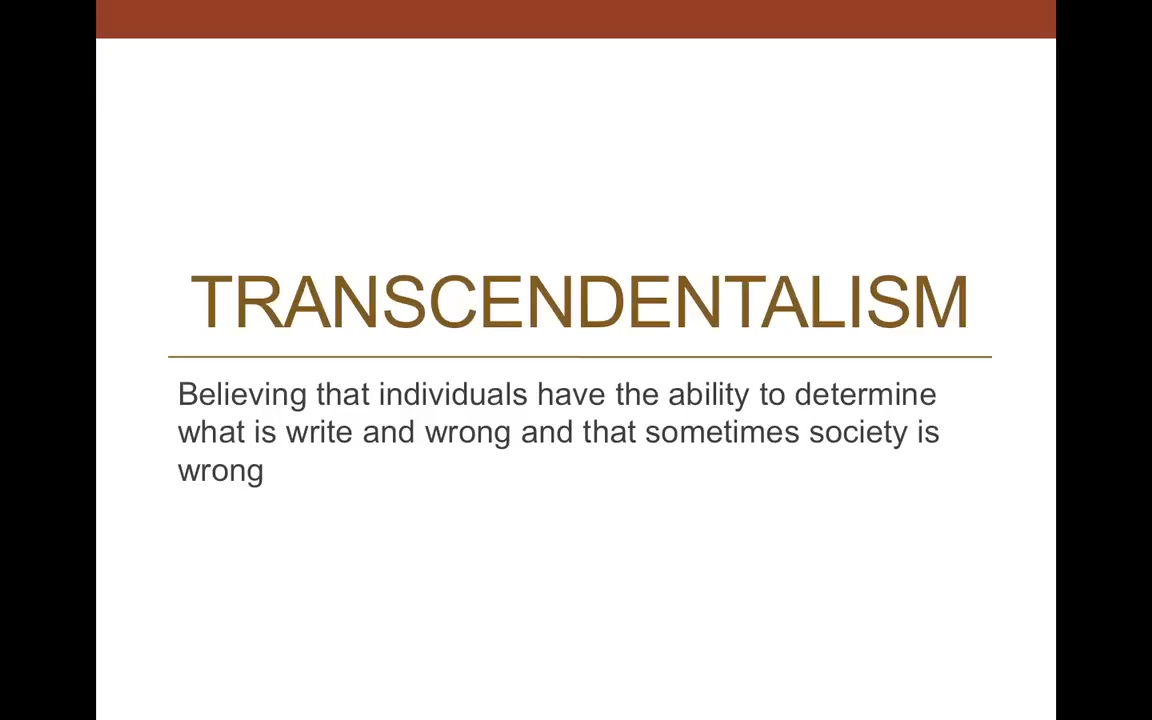 TRANSCENDENTALISM
Believing that individuals have the ability to determine
what is write and wrong and that sometimes society is
wrong